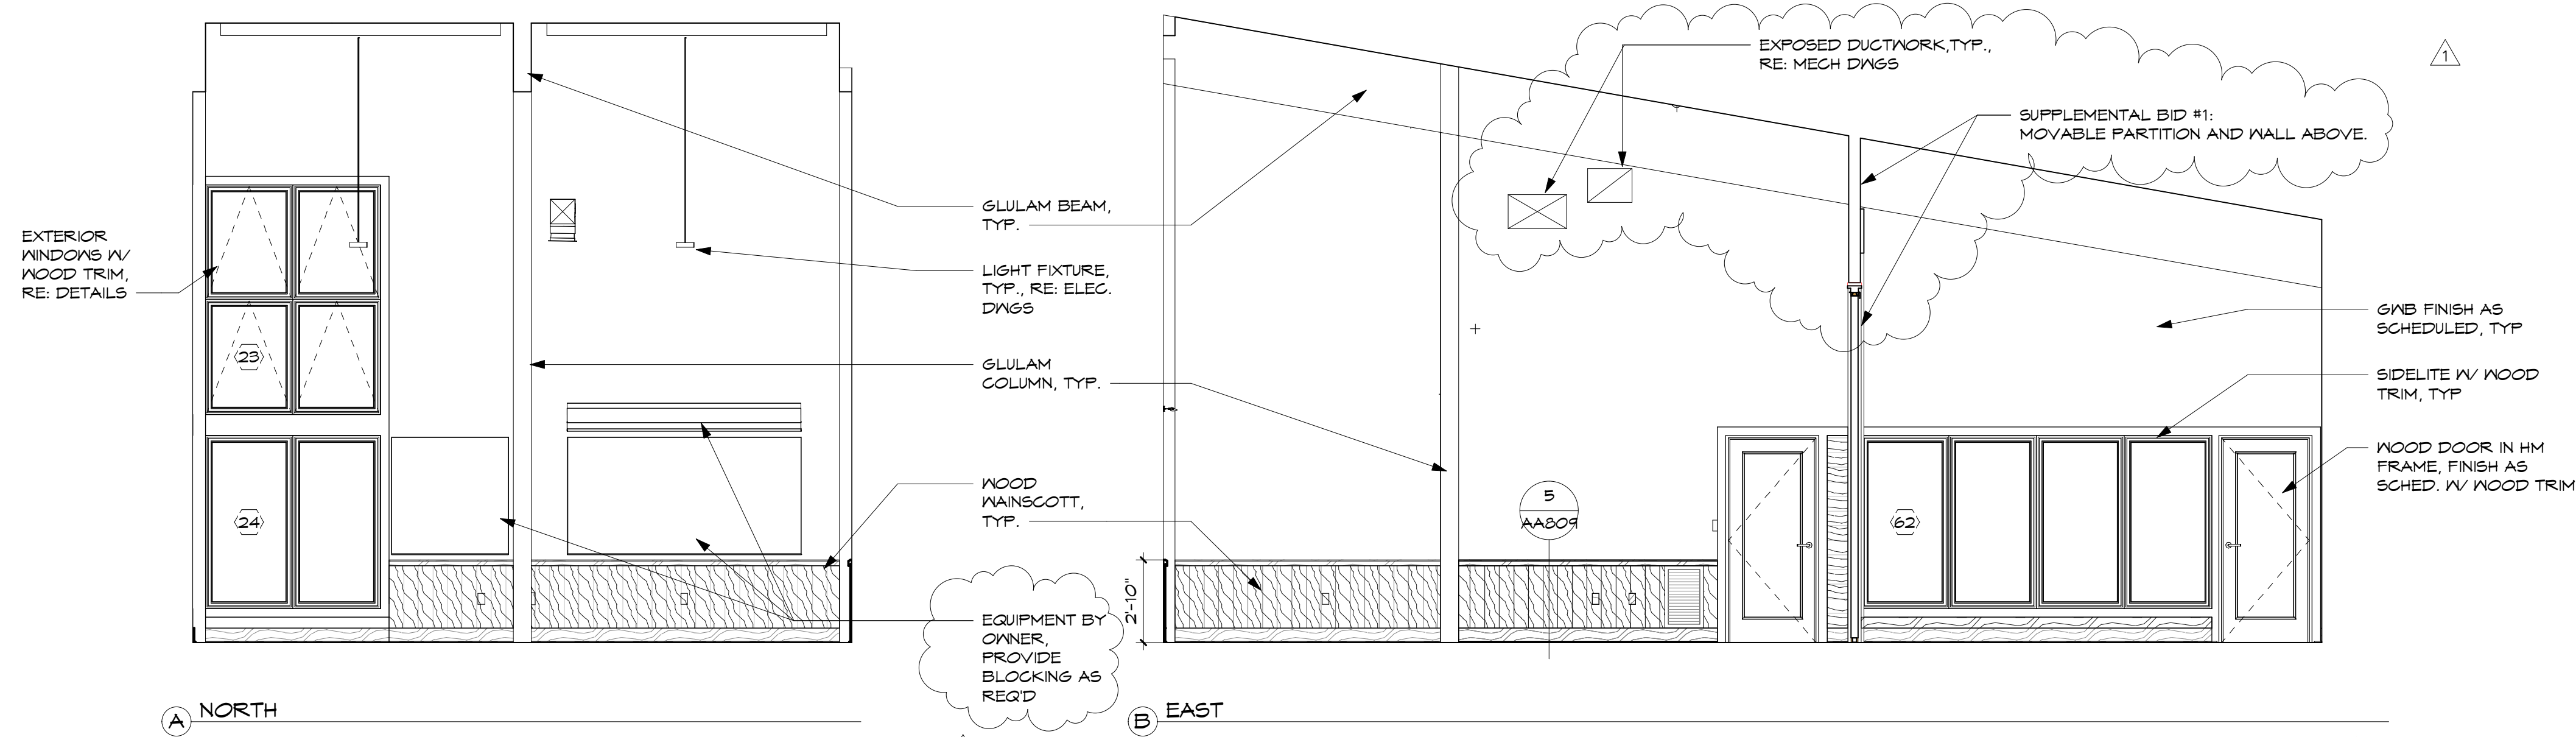 EXTERIOR
WINDOWS W/
WOOD TRIM,
RE: DETAILS
23
24
GLULAM BEAM,
TYP.
LIGHT FIXTURE,
TYP., RE: ELEC.
DWGS
GLULAM
COLUMN, TYP.
WOOD
WAINSCOTT,
TYP.
EQUIPMENT BY
OWNER,
PROVIDE
BLOCKING AS
REQ'D
A NORTH
EXPOSED DUCTWORK,TYP.,
RE: MECH DWGS
1
SUPPLEMENTAL BID #1:
MOVABLE PARTITION AND WALL ABOVE.
GWB FINISH AS
SCHEDULED, TYP
SIDELITE W/ WOOD
TRIM, TYP
WOOD DOOR IN HM
FRAME, FINISH AS
SCHED. W/ WOOD TRIM
5
AA809
62
2'-10"
B EAST